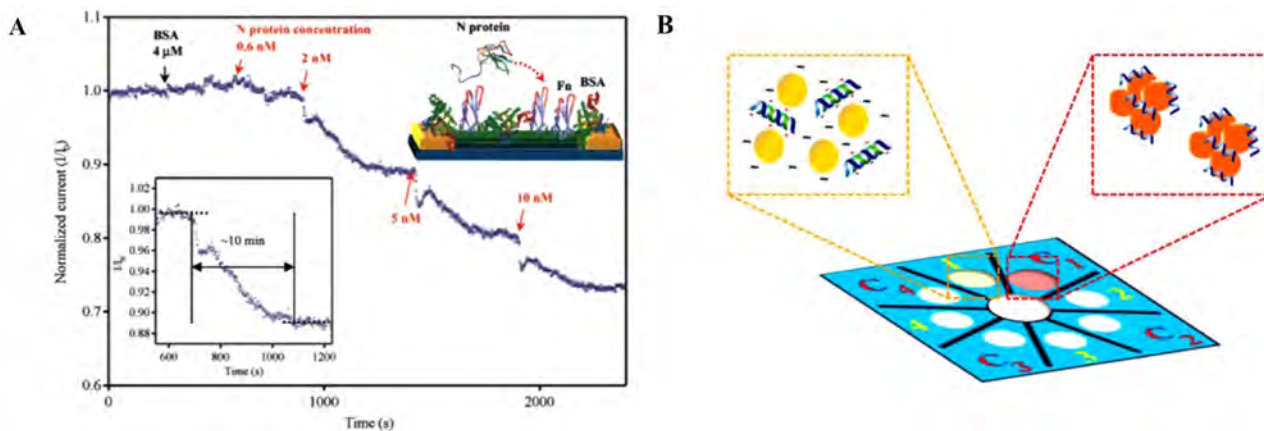 A
Normalized current (I/I₀)
1.1
1.0
0.9
0.8
0.7
0.6
0
1000
2000
Time (s)
BSA
4 µM
N protein concentration
0.6 nM
2 nM
5 nM
10 nM
N protein
Fn
BSA
I/I₀
1.02
1.00
0.98
0.96
0.94
0.92
0.90
0.88
600
800
1000
1200
Time (s)
~10 min
B
C 1
C 2
C 3
C 4
1
2